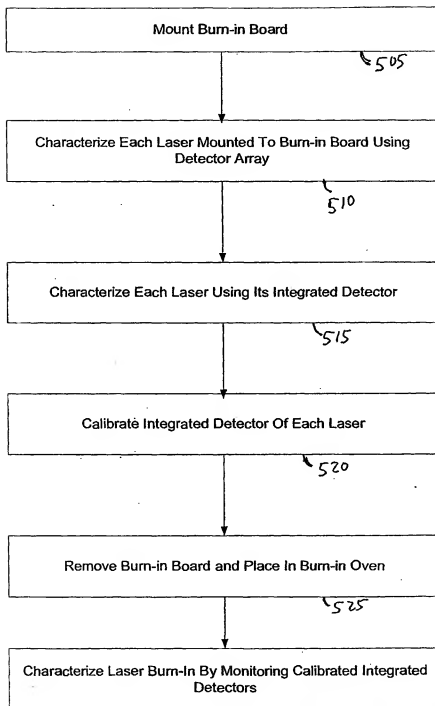 Mount Burn-in Board
505
Characterize Each Laser Mounted To Burn-in Board Using
Detector Array
510
Characterize Each Laser Using Its Integrated Detector
515
Calibrate Integrated Detector Of Each Laser
520
Remove Burn-in Board and Place In Burn-in Oven
525
Characterize Laser Burn-In By Monitoring Calibrated Integrated
Detectors